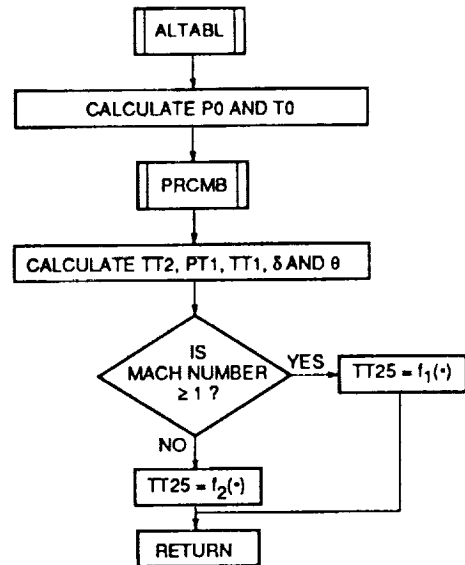 ALTABL
CALCULATE P0 AND T0
PRCMB
CALCULATE TT2, PT1, TT1, δ AND θ
IS
MACH NUMBER
≥ 1 ?
YES
TT25 = f₁(•)
NO
TT25 = f₂(•)
RETURN